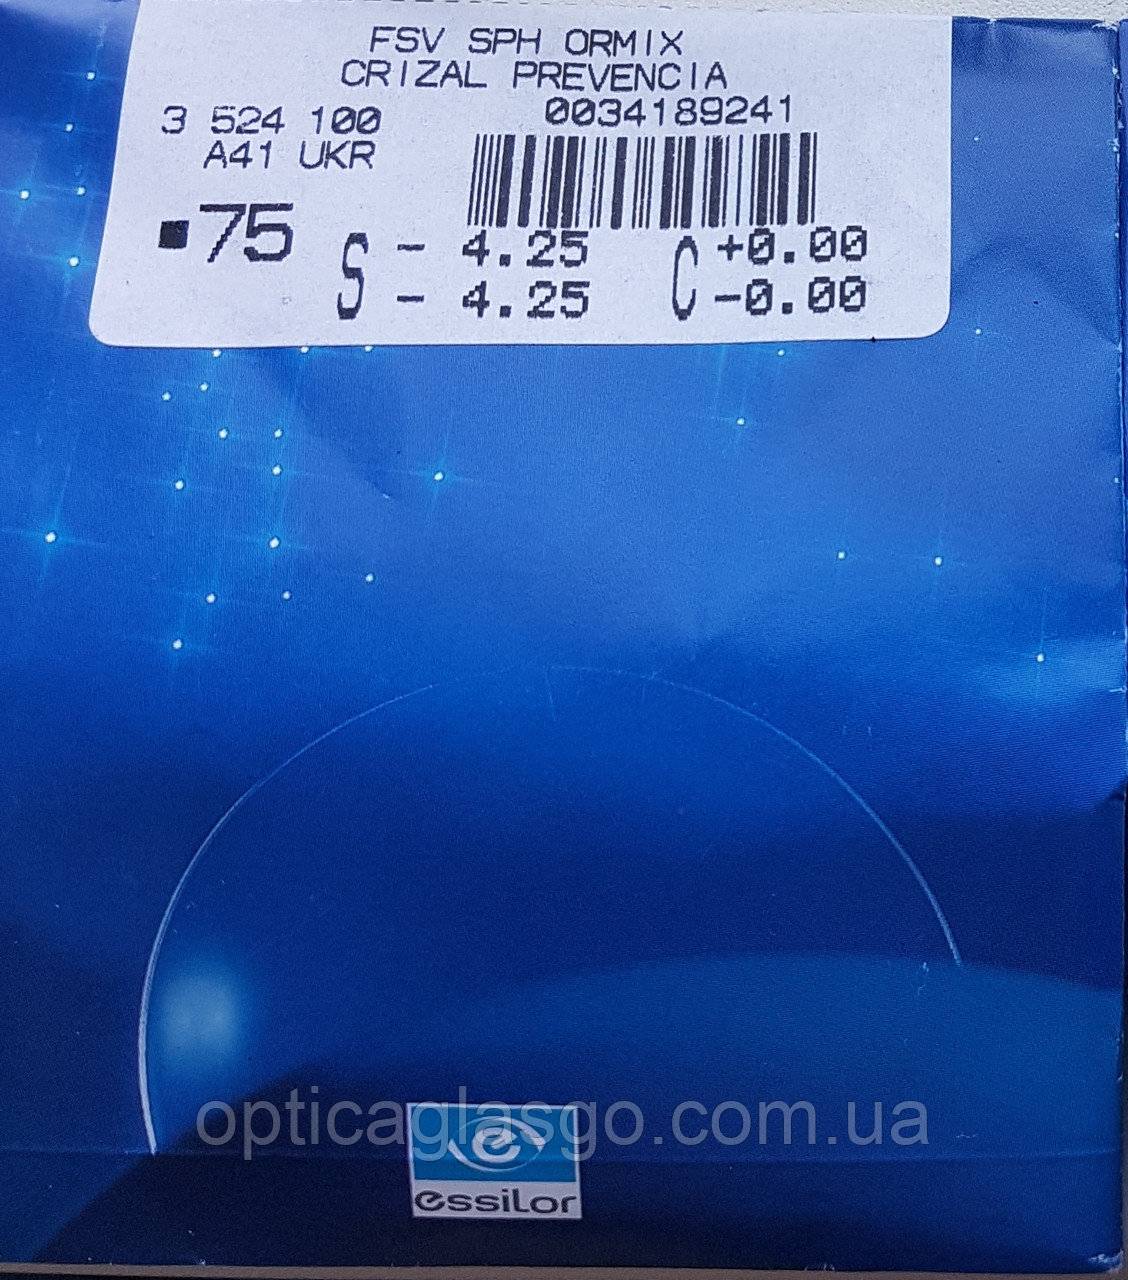 FSV SPH ORMIX
CRIZAL PREVENCIA
3 524 100
0034189241
A41 UKR
.75
S - 4.25 C +0.00
- 4.25 -0.00
opticaglasgo.com.ua
e
essilor